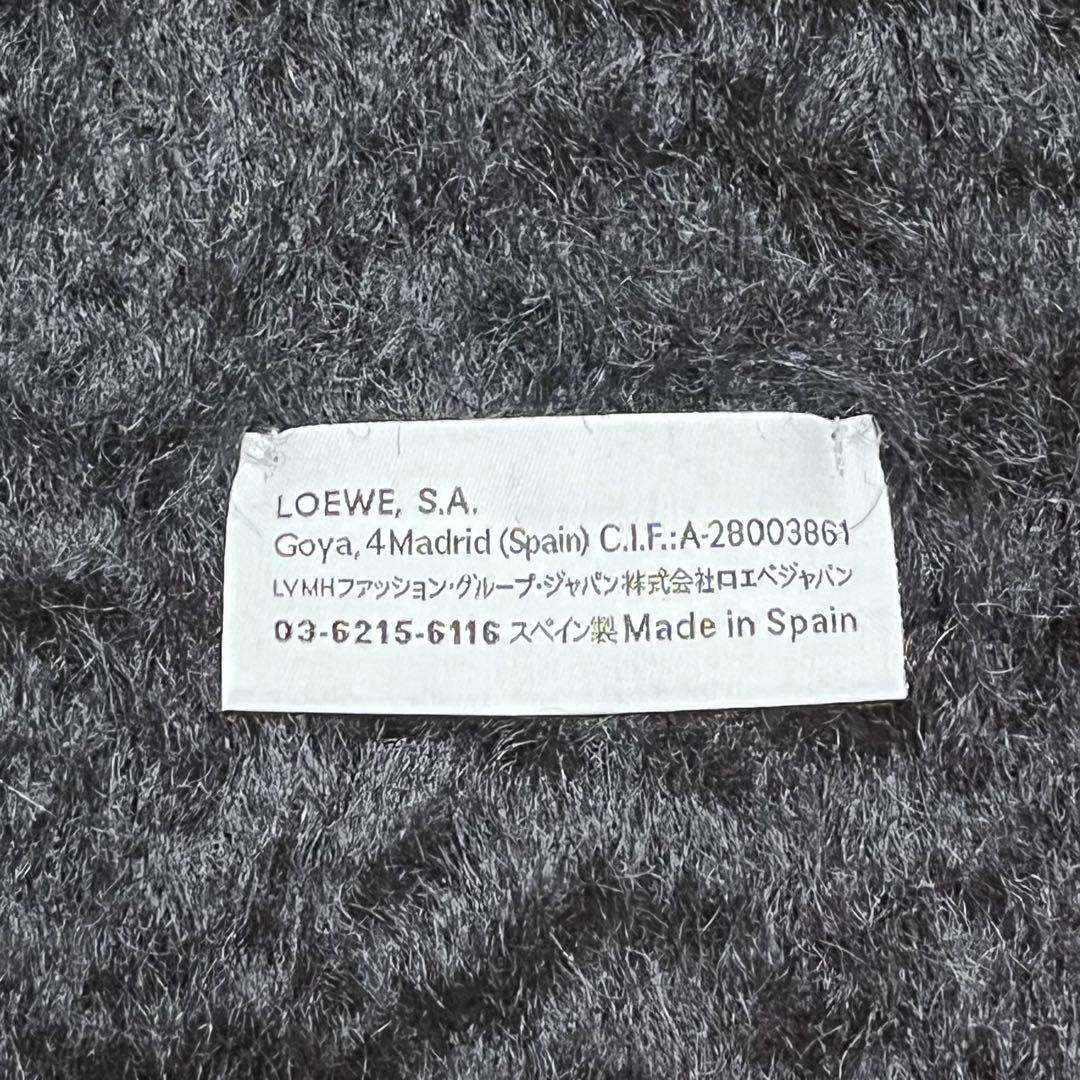 LOEWE, S.A.
Goya, 4 Madrid (Spain) C.I.F.:A-28003861
LVMHファッション・グループ・ジャパン株式会社ロエベジャパン
03-6215-6116 スペイン製 Made in Spain